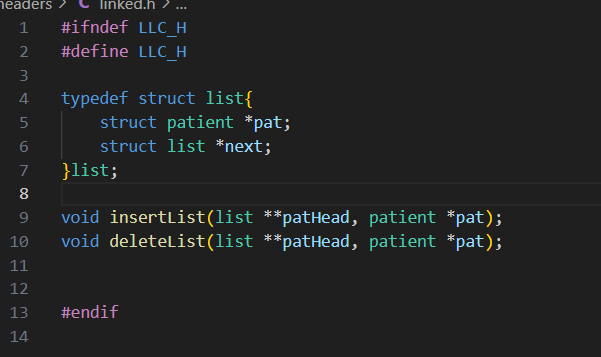 headers > C linked.h > ...
1 #ifndef LLC_H
2 #define LLC_H
3
4 typedef struct list{
5     struct patient *pat;
6     struct list *next;
7 }list;
8
9 void insertList(list **patHead, patient *pat);
10 void deleteList(list **patHead, patient *pat);
11
12
13 #endif
14